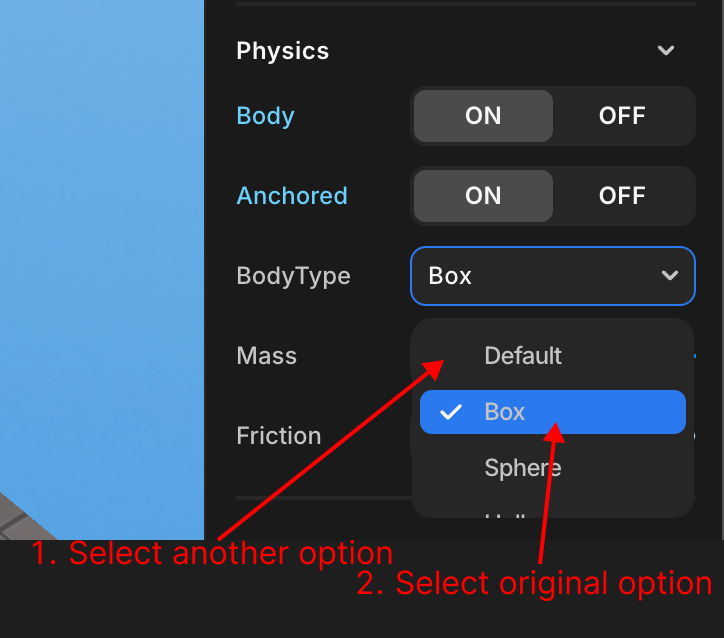 Physics
Body ON OFF
Anchored ON OFF
BodyType Box
Mass Default
Box
Friction
Sphere
1. Select another option
2. Select original option